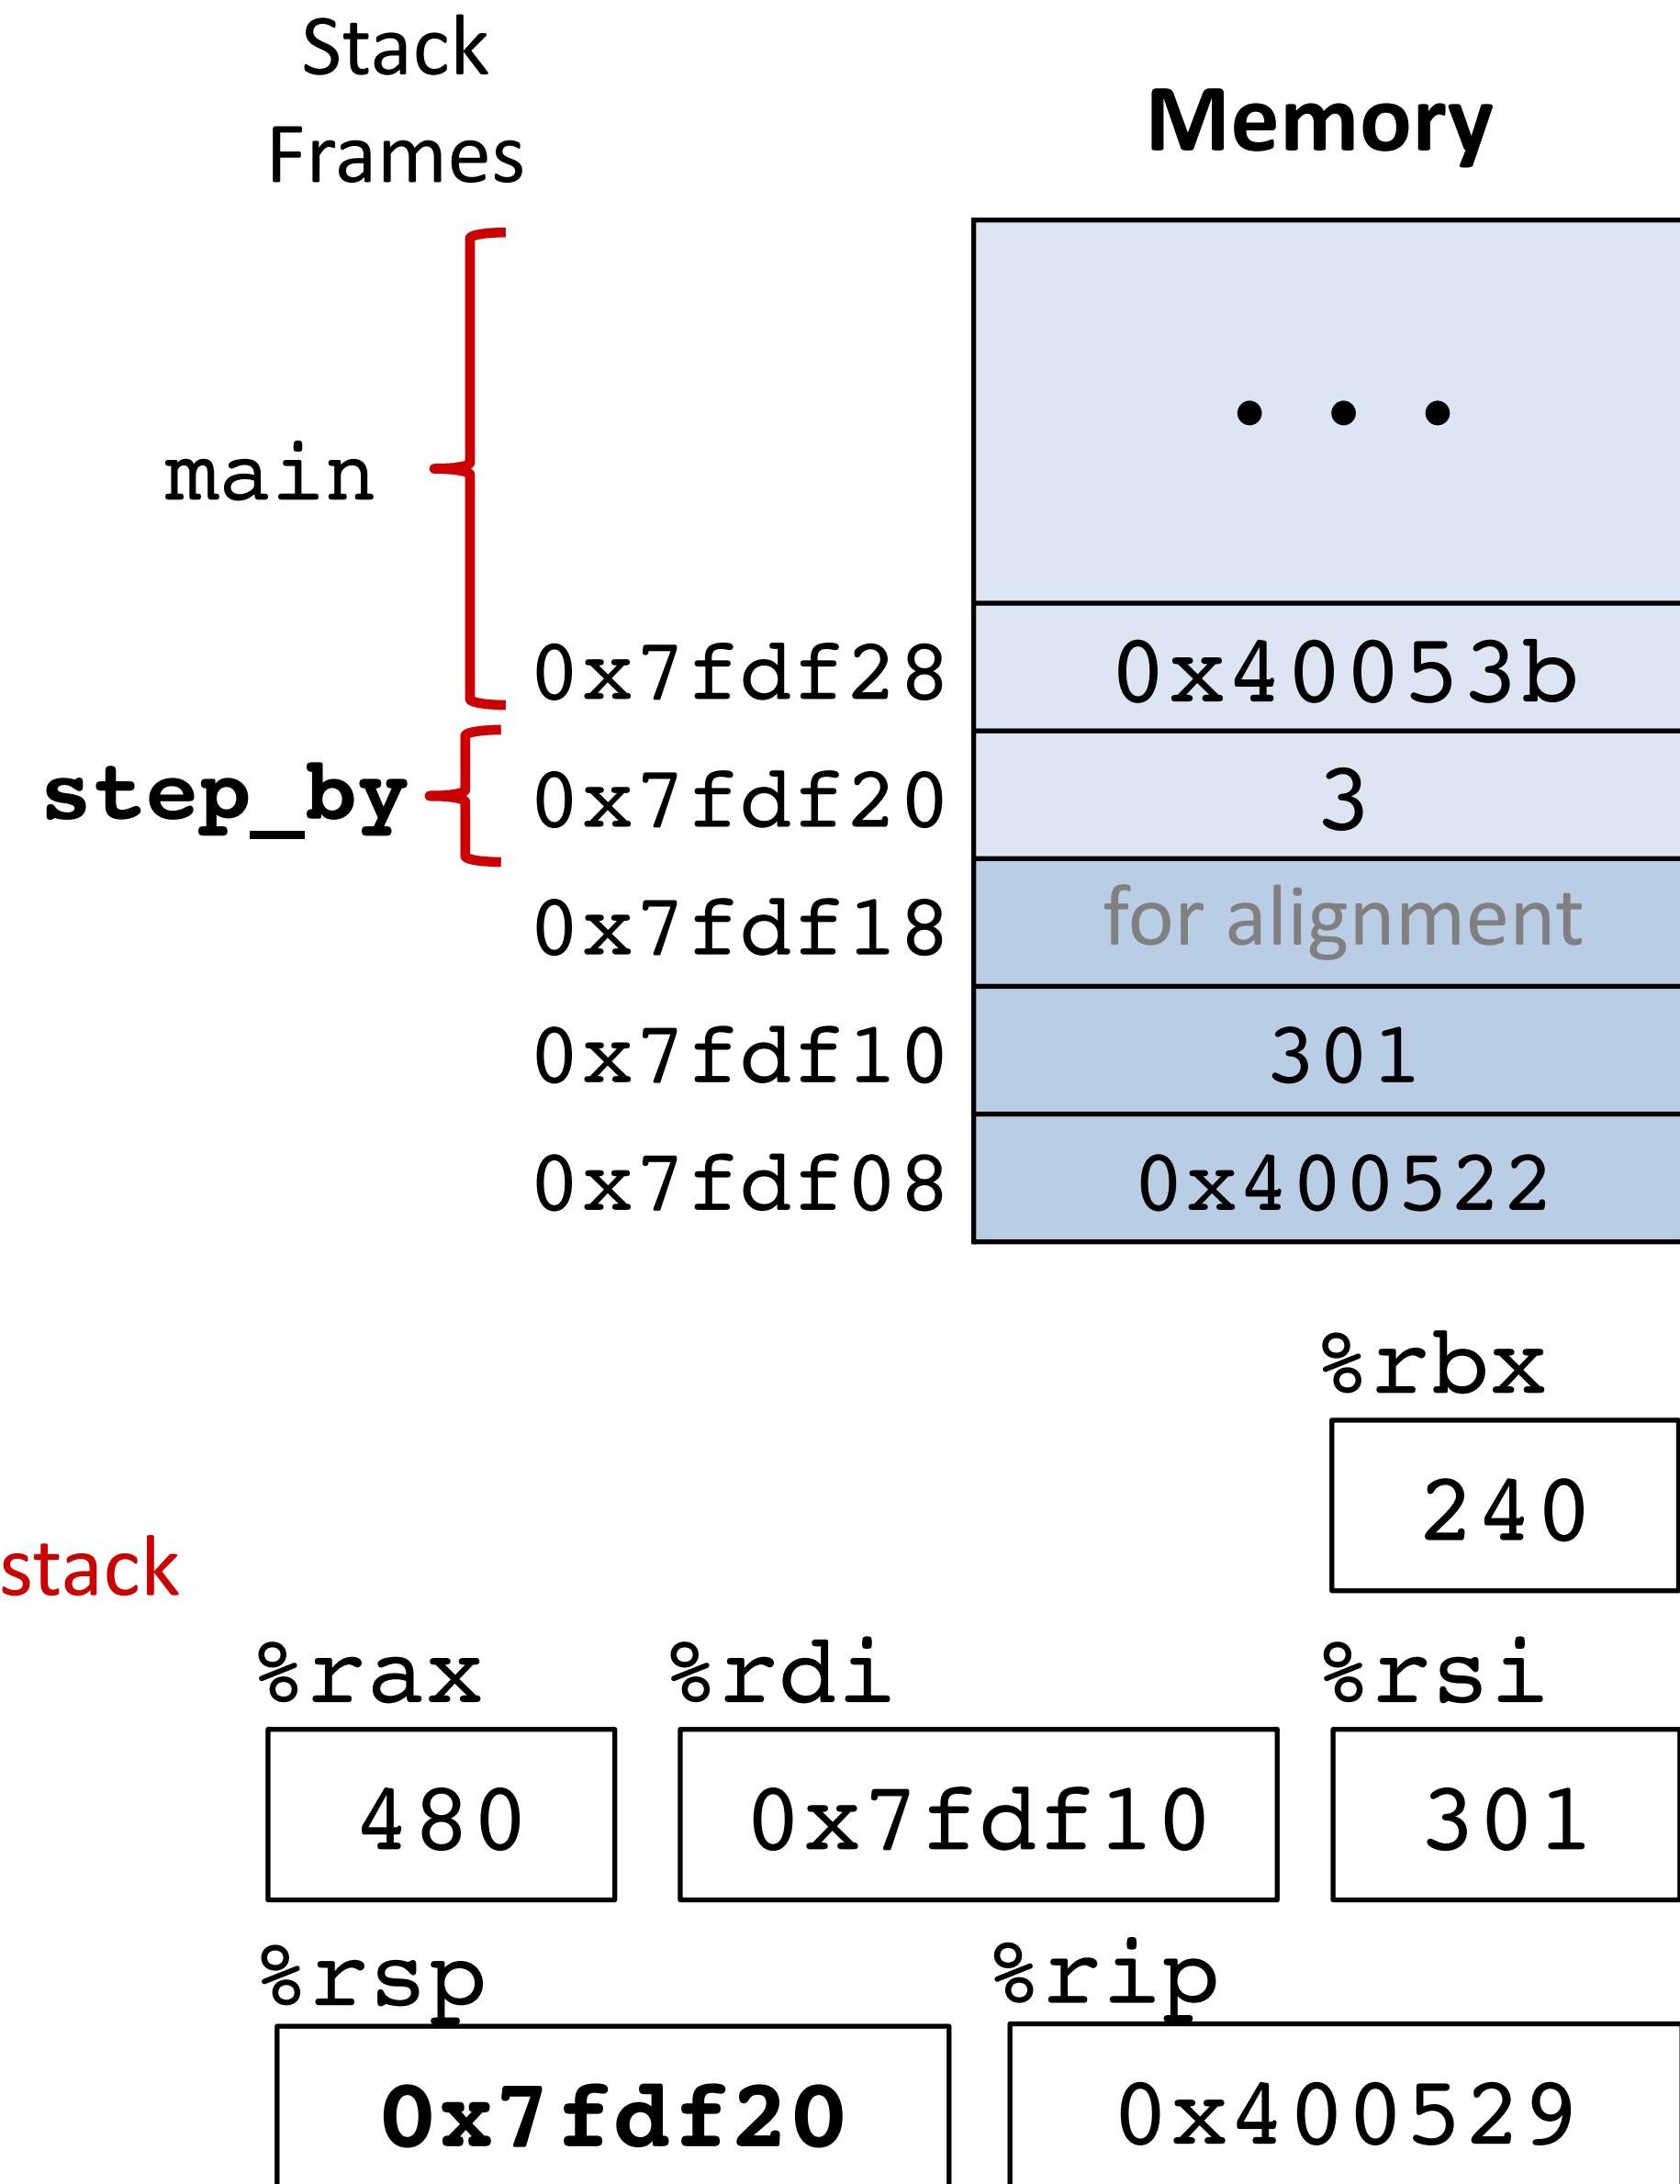 Stack
Frames
Memory
• • •
main
0x7fdf28 0x40053b
step_by 0x7fdf20 3
0x7fdf18 for alignment
0x7fdf10 301
0x7fdf08 0x400522
%rbx
240
stack
%rax %rdi %rsi
480 0x7fdf10 301
%rsp %rip
0x7fdf20 0x400529